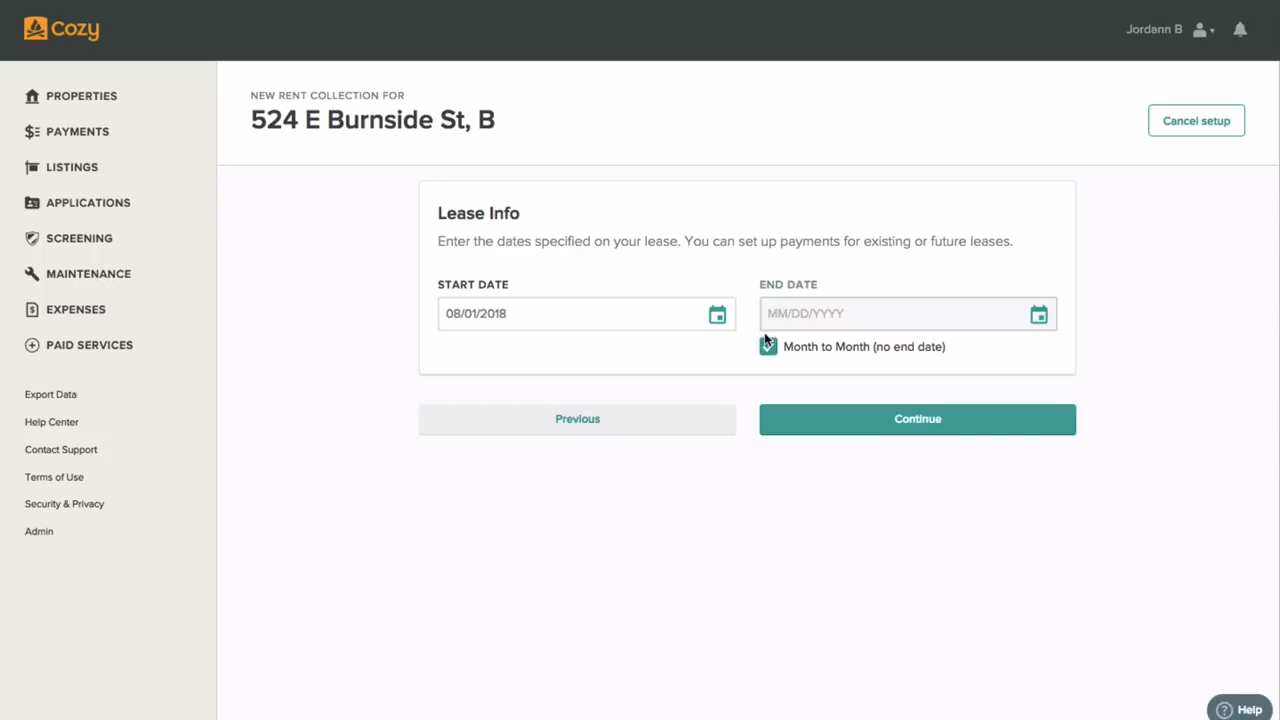 Cozy
Jordann B
PROPERTIES
PAYMENTS
LISTINGS
APPLICATIONS
SCREENING
MAINTENANCE
EXPENSES
PAID SERVICES
Export Data
Help Center
Contact Support
Terms of Use
Security & Privacy
Admin
NEW RENT COLLECTION FOR
524 E Burnside St, B
Cancel setup
Lease Info
Enter the dates specified on your lease. You can set up payments for existing or future leases.
START DATE
08/01/2018
END DATE
MM/DD/YYYY
Month to Month (no end date)
Previous
Continue
Help